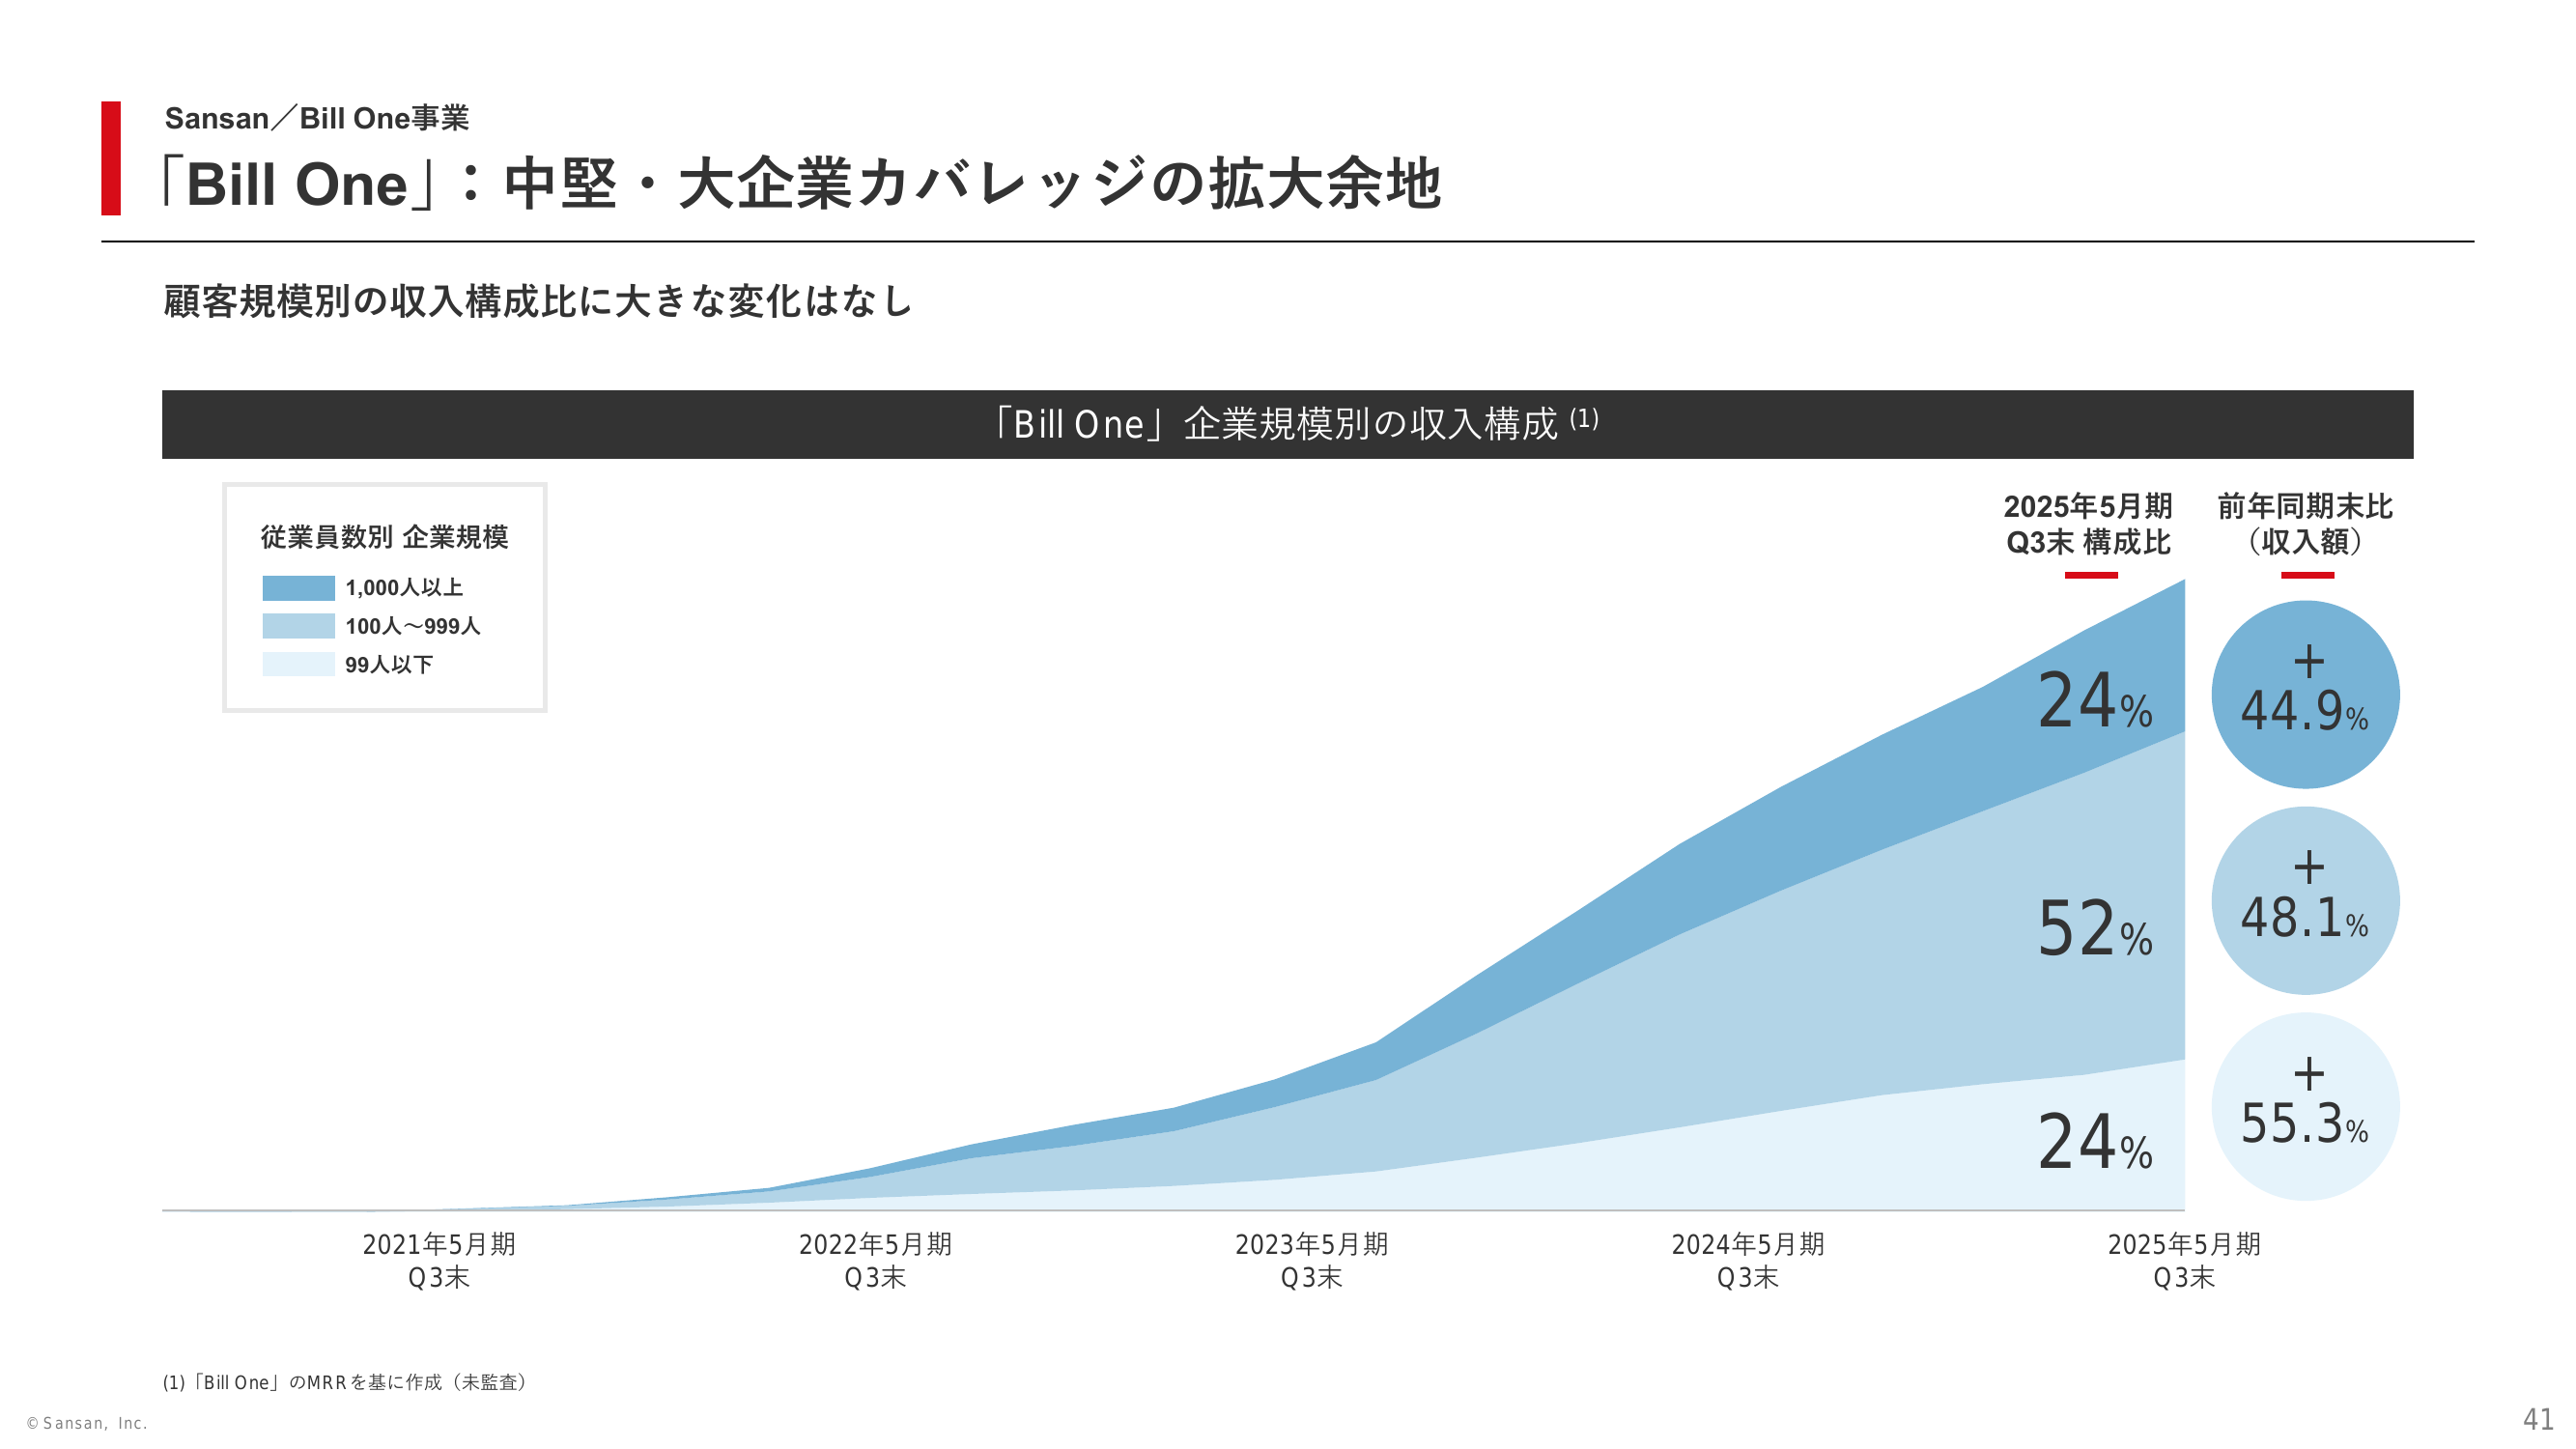 Sansan／Bill One事業
「Bill One」：中堅・大企業カバレッジの拡大余地
顧客規模別の収入構成比に大きな変化はなし
「Bill One」企業規模別の収入構成 (1)
従業員数別 企業規模
1,000人以上
100人～999人
99人以下
2025年5月期
Q3末 構成比
前年同期末比
（収入額）
24%
+
44.9%
52%
+
48.1%
24%
+
55.3%
2021年5月期
Q3末
2022年5月期
Q3末
2023年5月期
Q3末
2024年5月期
Q3末
2025年5月期
Q3末
(1)「Bill One」のMRRを基に作成（未監査）
©Sansan, Inc.
41